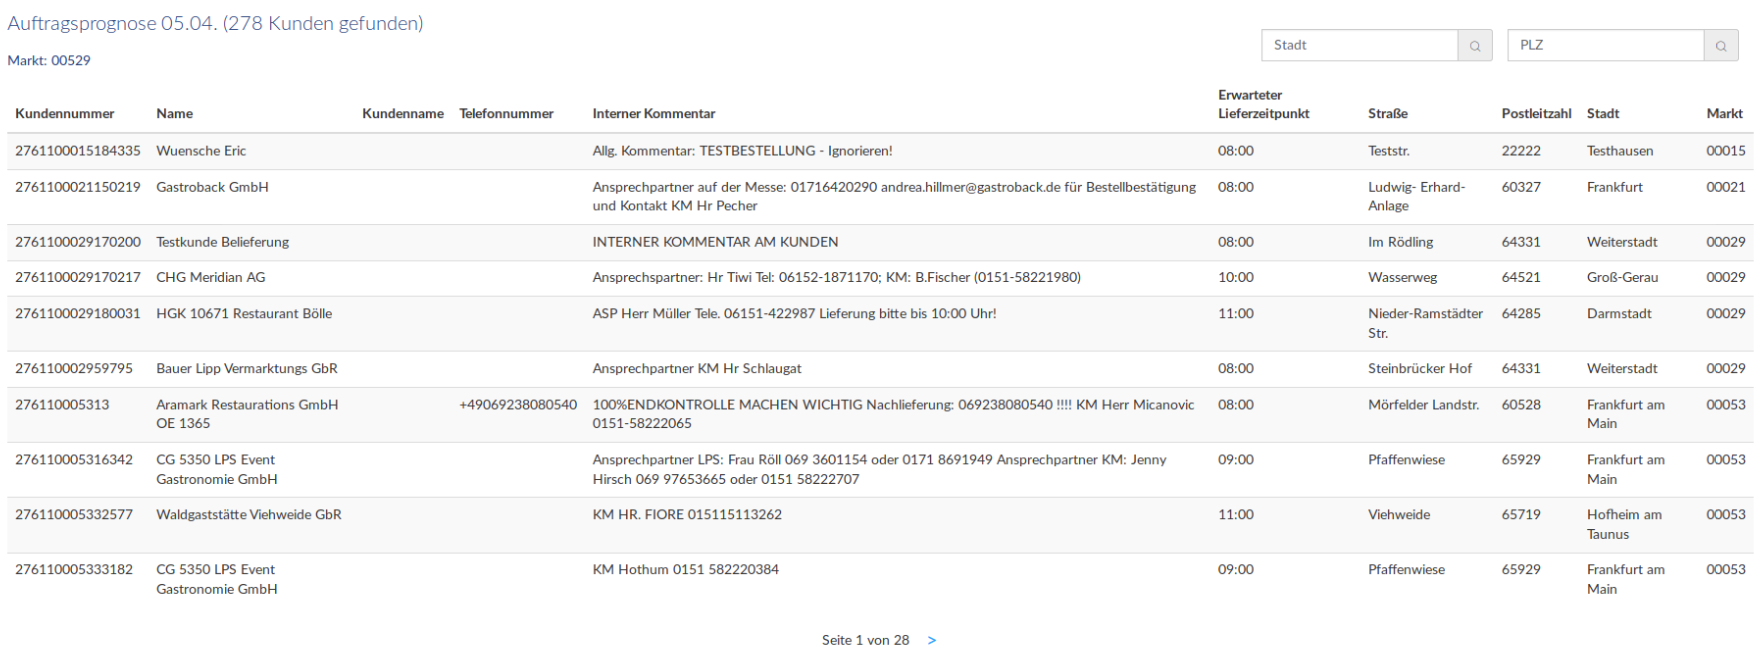 Auftragsprognose 05.04. (278 Kunden gefunden)
Markt: 00529
Stadt PLZ
Kundennummer Name Kundenname Telefonnummer Interner Kommentar Erwarteter Lieferzeitpunkt Straße Postleitzahl Stadt Markt
2761100015184335 Wuensche Eric Allg. Kommentar: TESTBESTELLUNG - Ignorieren! 08:00 Teststr. 22222 Testhausen 00015
2761100021150219 Gastroback GmbH Ansprechpartner auf der Messe: 01716420290 andrea.hillmer@gastroback.de für Bestellbestätigung 08:00 Ludwig- Erhard- 60327 Frankfurt 00021
und Kontakt KM Hr Pecher Anlage
2761100029170200 Testkunde Belieferung INTERNER KOMMENTAR AM KUNDEN 08:00 Im Rödling 64331 Weiterstadt 00029
2761100029170217 CHG Meridian AG Ansprechspartner: Hr Tiwi Tel: 06152-1871170; KM: B.Fischer (0151-58221980) 10:00 Wasserweg 64521 Groß-Gerau 00029
2761100029180031 HGK 10671 Restaurant Bölle ASP Herr Müller Tele. 06151-422987 Lieferung bitte bis 10:00 Uhr! 11:00 Nieder-Ramstädter 64285 Darmstadt 00029
Str.
276110002959795 Bauer Lipp Vermarktungs GbR Ansprechpartner KM Hr Schlaugat 08:00 Steinbrücker Hof 64331 Weiterstadt 00029
276110005313 Aramark Restaurations GmbH +49069238080540 100%ENDKONTROLLE MACHEN WICHTIG Nachlieferung: 069238080540 !!!! KM Herr Micanovic 08:00 Mörfelder Landstr. 60528 Frankfurt am 00053
OE 1365 0151-58222065 Main
276110005316342 CG 5350 LPS Event Ansprechpartner LPS: Frau Röll 069 3601154 oder 0171 8691949 Ansprechpartner KM: Jenny 09:00 Pfaffenwiese 65929 Frankfurt am 00053
Gastronomie GmbH Hirsch 069 97653665 oder 0151 58222707 Main
276110005332577 Waldgaststätte Viehweide GbR KM HR. FIORE 015115113262 11:00 Viehweide 65719 Hofheim am 00053
Taunus
276110005333182 CG 5350 LPS Event KM Hothum 0151 582220384 09:00 Pfaffenwiese 65929 Frankfurt am 00053
Gastronomie GmbH Main
Seite 1 von 28 >